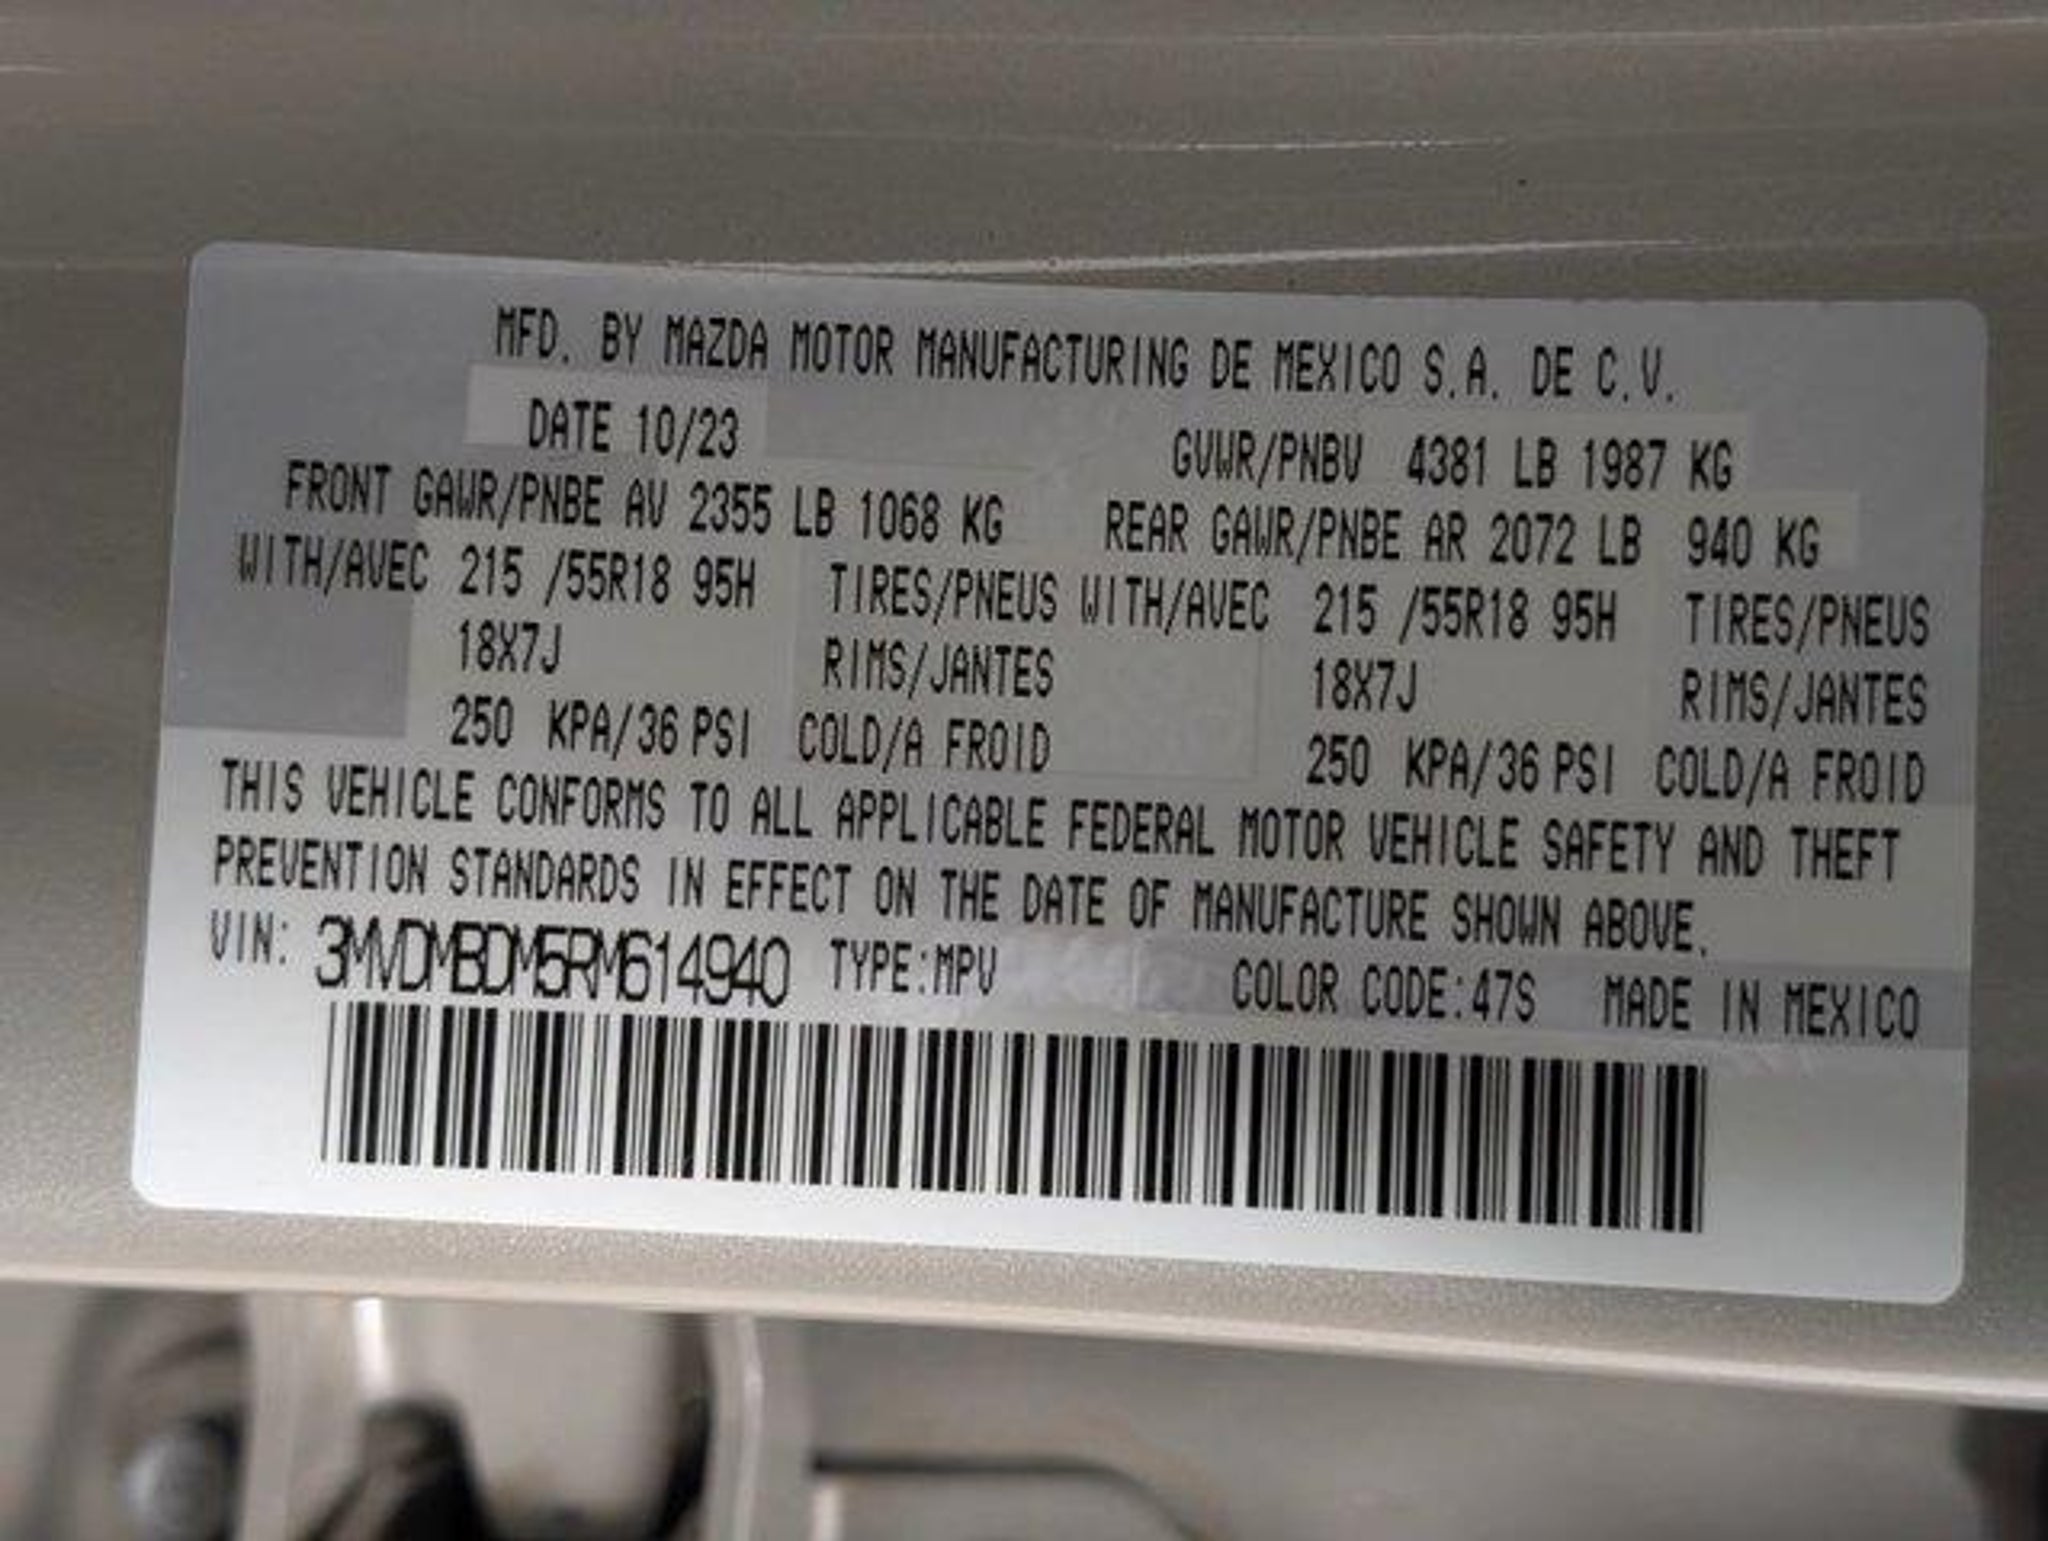 MFD. BY MAZDA MOTOR MANUFACTURING DE MEXICO S.A. DE C.V.
DATE 10/23 GVWR/PNBV 4381 LB 1987 KG
FRONT GAWR/PNBE AV 2355 LB 1068 KG REAR GAWR/PNBE AR 2072 LB 940 KG
WITH/AVEC 215 /55R18 95H TIRES/PNEUS WITH/AVEC 215 /55R18 95H TIRES/PNEUS
18X7J RIMS/JANTES 18X7J RIMS/JANTES
250 KPA/36 PSI COLD/A FROID 250 KPA/36 PSI COLD/A FROID
THIS VEHICLE CONFORMS TO ALL APPLICABLE FEDERAL MOTOR VEHICLE SAFETY AND THEFT
PREVENTION STANDARDS IN EFFECT ON THE DATE OF MANUFACTURE SHOWN ABOVE.
VIN: 3MVDMBDM5RM614940 TYPE:MPV COLOR CODE:47S MADE IN MEXICO